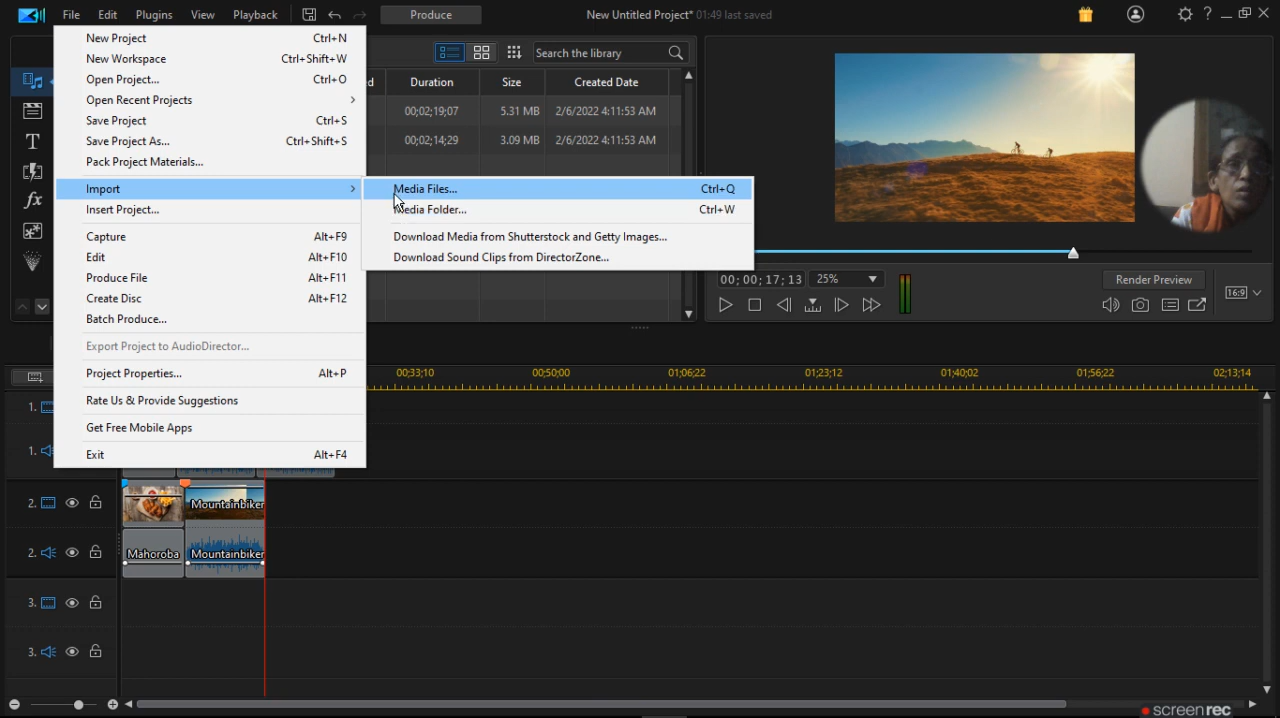 File Edit Plugins View Playback Produce New Untitled Project* 01:49 last saved
New Project Ctrl+N
New Workspace Ctrl+Shift+W
Open Project... Ctrl+O
Open Recent Projects
Save Project Ctrl+S
Save Project As... Ctrl+Shift+S
Pack Project Materials...
Import
Insert Project...
Capture Alt+F9
Edit Alt+F10
Produce File Alt+F11
Create Disc Alt+F12
Batch Produce...
Export Project to AudioDirector...
Project Properties... Alt+P
Rate Us & Provide Suggestions
Get Free Mobile Apps
Exit Alt+F4
Media Files... Ctrl+Q
Media Folder... Ctrl+W
Download Media from Shutterstock and Getty Images...
Download Sound Clips from DirectorZone...
Search the library
d Duration Size Created Date
00;02;19;07 5.31 MB 2/6/2022 4:11:53 AM
00;02;14;29 3.09 MB 2/6/2022 4:11:53 AM
00; 00; 17; 13 25% Render Preview
16:9
00;33;10 00;50;00 01;06;22 01;23;12 01;40;02 01;56;22 02;13;14
1.
1.
2. Mountainbiker
2. Mahoroba Mountainbiker
3.
3.
screenrec